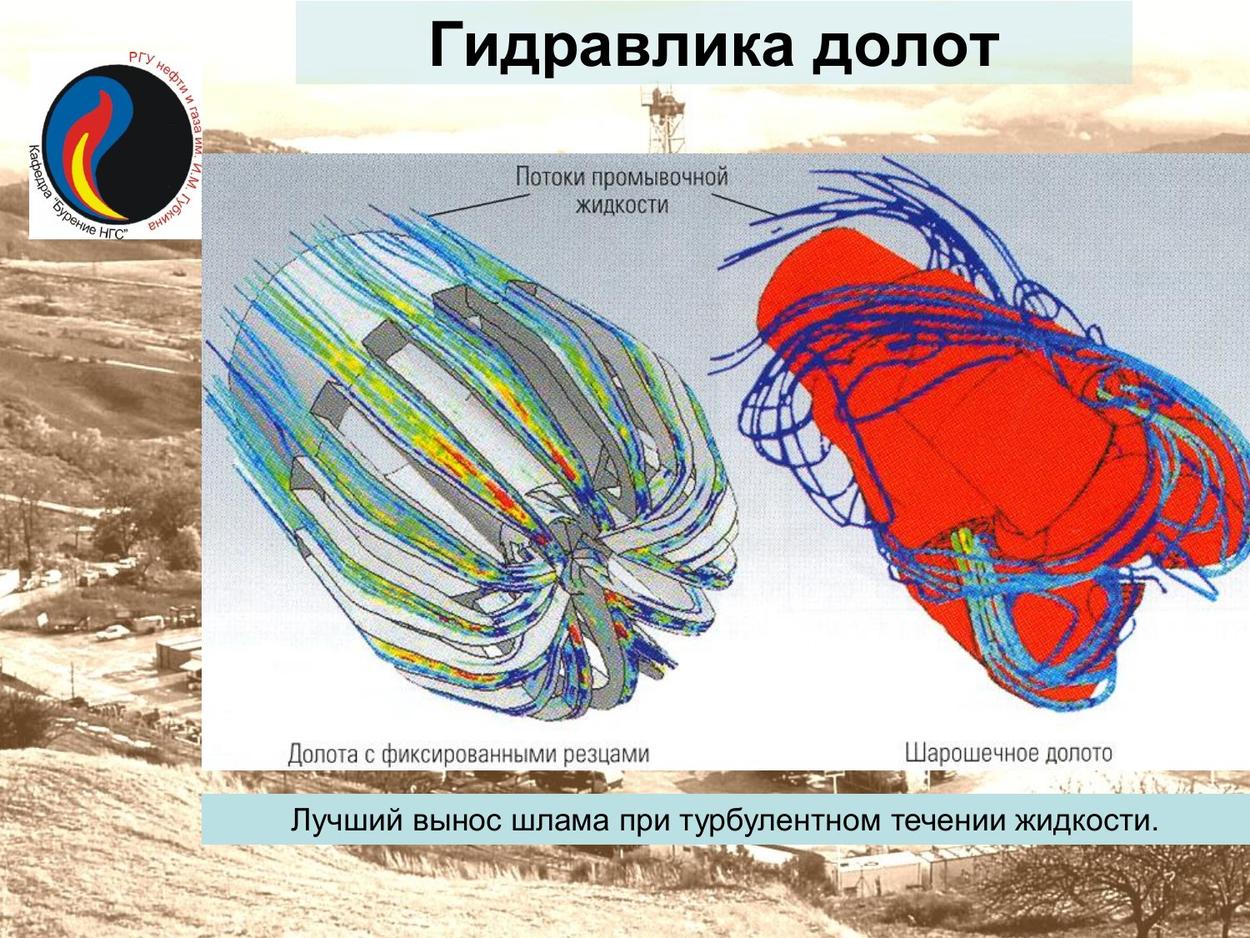 Гидравлика долот
РГУ нефти и газа им. И.М. Губкина
Кафедра "Бурение НГС"
Потоки промывочной
жидкости
Долота с фиксированными резцами
Шарошечное долото
Лучший вынос шлама при турбулентном течении жидкости.